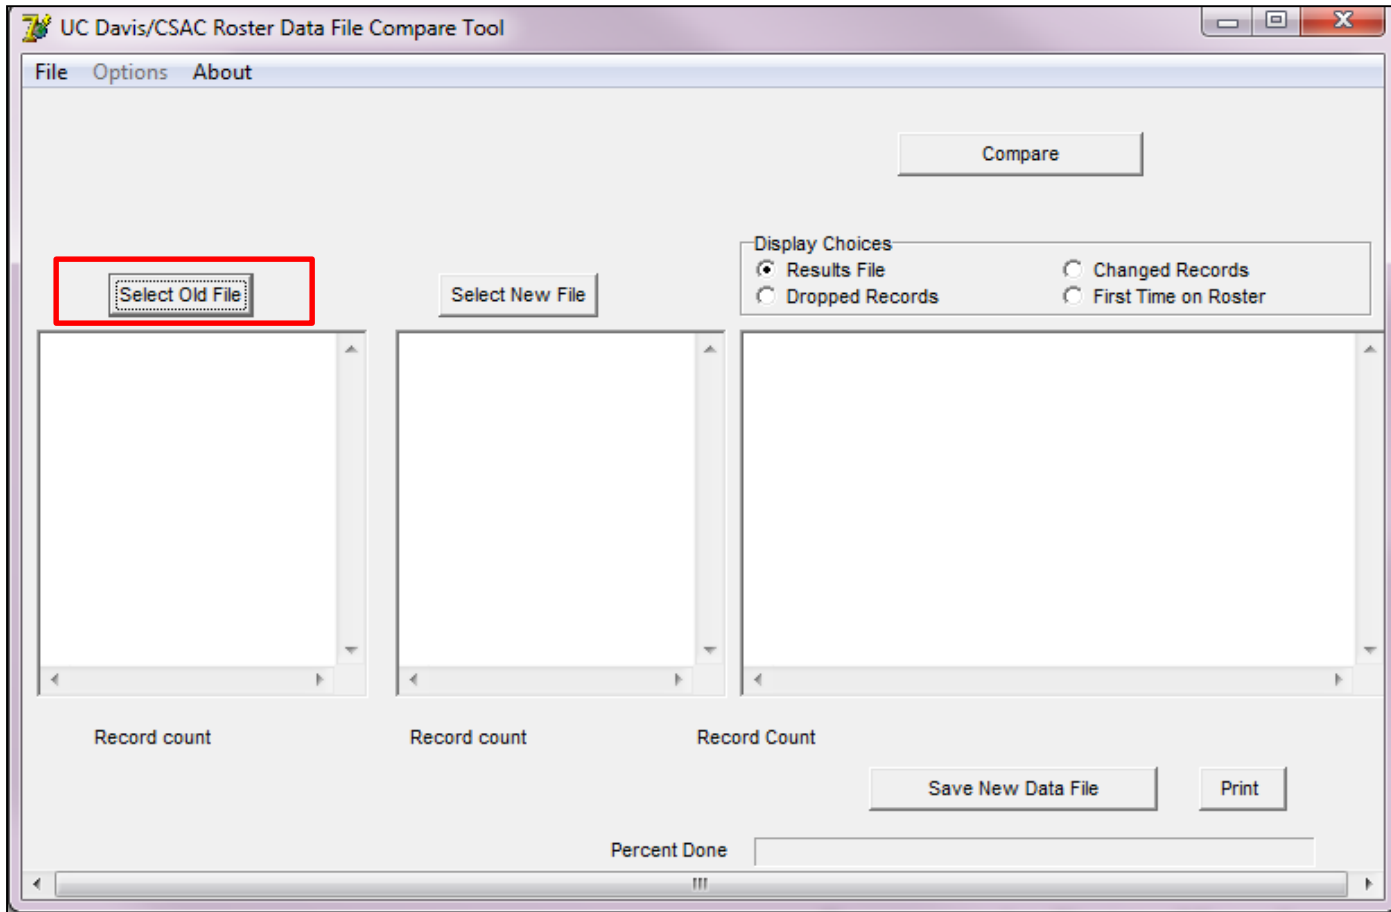 UC Davis/CSAC Roster Data File Compare Tool
File Options About
Compare
Display Choices
Results File
Changed Records
Dropped Records
First Time on Roster
Select Old File
Select New File
Record count
Record count
Record Count
Save New Data File
Print
Percent Done